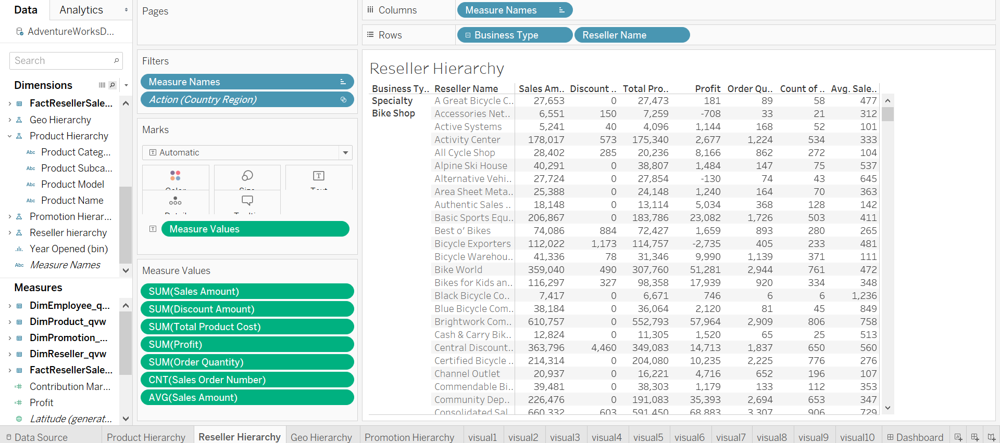 Data
Analytics
AdventureWorksD...
Search
Dimensions
FactResellerSale...
Geo Hierarchy
Product Hierarchy
Abc Product Categ...
Abc Product Subca...
Abc Product Model
Abc Product Name
Promotion Hierar...
Reseller hierarchy
Year Opened (bin)
Abc Measure Names
Measures
DimEmployee_q...
DimProduct_qvw
DimPromotion_...
DimReseller_qvw
FactResellerSale...
Contribution Mar...
Profit
Latitude (generat...
Pages
Filters
Measure Names
Action (Country Region)
Marks
Automatic
Color Size Text
Detail Tooltip
Measure Values
Measure Values
SUM(Sales Amount)
SUM(Discount Amount)
SUM(Total Product Cost)
SUM(Profit)
SUM(Order Quantity)
CNT(Sales Order Number)
AVG(Sales Amount)
Columns Measure Names
Rows Business Type Reseller Name
Reseller Hierarchy
Business Ty.. Reseller Name Sales Am.. Discount .. Total Pro.. Profit Order Qu.. Count of .. Avg. Sale..
Specialty A Great Bicycle C.. 27,653 0 27,473 181 89 58 477
Bike Shop Accessories Net.. 6,551 150 7,259 -708 33 21 312
Active Systems 5,241 40 4,096 1,144 168 52 101
Activity Center 178,017 573 175,340 2,677 1,224 534 333
All Cycle Shop 28,402 285 20,236 8,166 862 272 104
Alpine Ski House 40,291 0 38,807 1,484 147 75 537
Alternative Vehi.. 27,724 0 27,854 -130 74 43 645
Area Sheet Meta.. 25,388 0 24,148 1,240 164 70 363
Authentic Sales .. 18,148 0 13,114 5,034 368 128 142
Basic Sports Equ.. 206,867 0 183,786 23,082 1,726 503 411
Best o' Bikes 74,086 884 72,427 1,659 893 280 265
Bicycle Exporters 112,022 1,173 114,757 -2,735 405 233 481
Bicycle Warehou.. 41,336 78 31,346 9,990 1,139 371 111
Bike World 359,040 490 307,760 51,281 2,944 761 472
Bikes for Kids an.. 116,297 327 98,358 17,939 920 334 348
Black Bicycle Co.. 7,417 0 6,671 746 6 6 1,236
Blue Bicycle Com.. 38,184 0 36,064 2,120 81 45 849
Brightwork Com.. 610,757 0 552,793 57,964 2,909 806 758
Cash & Carry Bik.. 12,824 0 11,305 1,520 65 25 513
Central Discount.. 363,796 4,460 349,083 14,713 1,837 650 560
Certified Bicycle .. 214,314 0 204,080 10,235 2,225 776 276
Channel Outlet 20,937 0 16,221 4,716 652 196 107
Commendable Bi.. 39,481 0 38,303 1,179 133 112 353
Community Dep.. 226,476 0 191,083 35,393 2,694 653 347
Consolidated Sal.. 660,332 603 591,450 68,883 3,307 906 729
Data Source Product Hierarchy Reseller Hierarchy Geo Hierarchy Promotion Hierarchy visual1 visual2 visual3 visual4 visual5 visual6 visual7 visual8 visual9 visual10 Dashboard